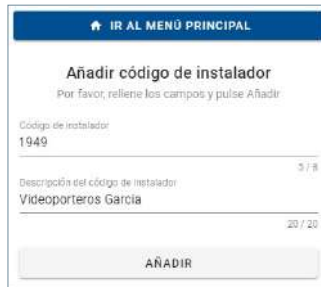 IR AL MENÚ PRINCIPAL
Añadir código de instalador
Por favor, rellene los campos y pulse Añadir
Código de instalador
1949
5 / 8
Descripción del código de instalador
Videoporteros García
20 / 20
AÑADIR